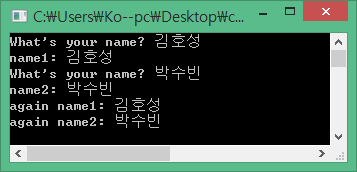 C:₩Users₩Ko--pc₩Desktop₩c...
What's your name? 김호성
name1: 김호성
What's your name? 박수빈
name2: 박수빈
again name1: 김호성
again name2: 박수빈